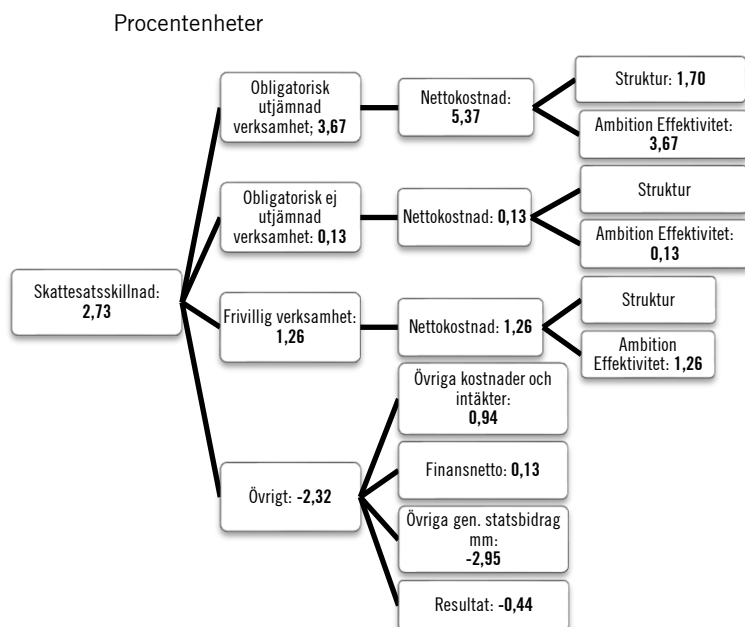 Procentenheter
Obligatorisk
utjämnad
verksamhet; 3,67
Nettokostnad:
5,37
Struktur: 1,70
Ambition Effektivitet:
3,67
Obligatorisk ej
utjämnad
verksamhet: 0,13
Nettokostnad: 0,13
Struktur
Ambition Effektivitet:
0,13
Skattesatsskillnad:
2,73
Frivillig verksamhet:
1,26
Nettokostnad: 1,26
Struktur
Ambition
Effektivitet: 1,26
Övrigt: -2,32
Övriga kostnader och
intäkter:
0,94
Finansnetto: 0,13
Övriga gen. statsbidrag
mm:
-2,95
Resultat: -0,44